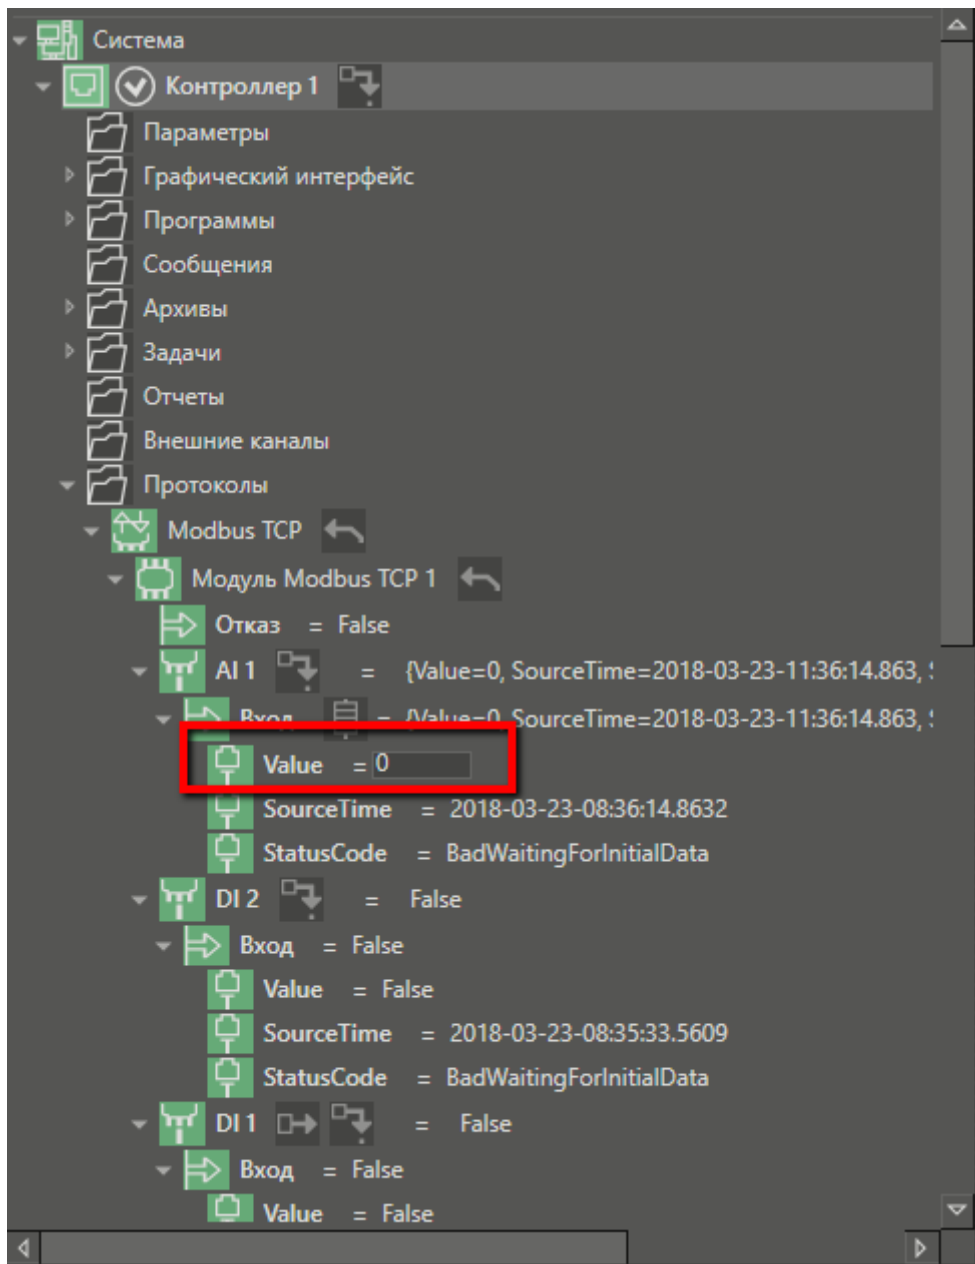 Система
Контроллер 1
Параметры
Графический интерфейс
Программы
Сообщения
Архивы
Задачи
Отчеты
Внешние каналы
Протоколы
Modbus TCP
Модуль Modbus TCP 1
Отказ = False
AI 1 = {Value=0, SourceTime=2018-03-23-11:36:14.863,
Вход = {Value=0, SourceTime=2018-03-23-11:36:14.863,
Value = 0
SourceTime = 2018-03-23-08:36:14.8632
StatusCode = BadWaitingForInitialData
DI 2 = False
Вход = False
Value = False
SourceTime = 2018-03-23-08:35:33.5609
StatusCode = BadWaitingForInitialData
DI 1 = False
Вход = False
Value = False